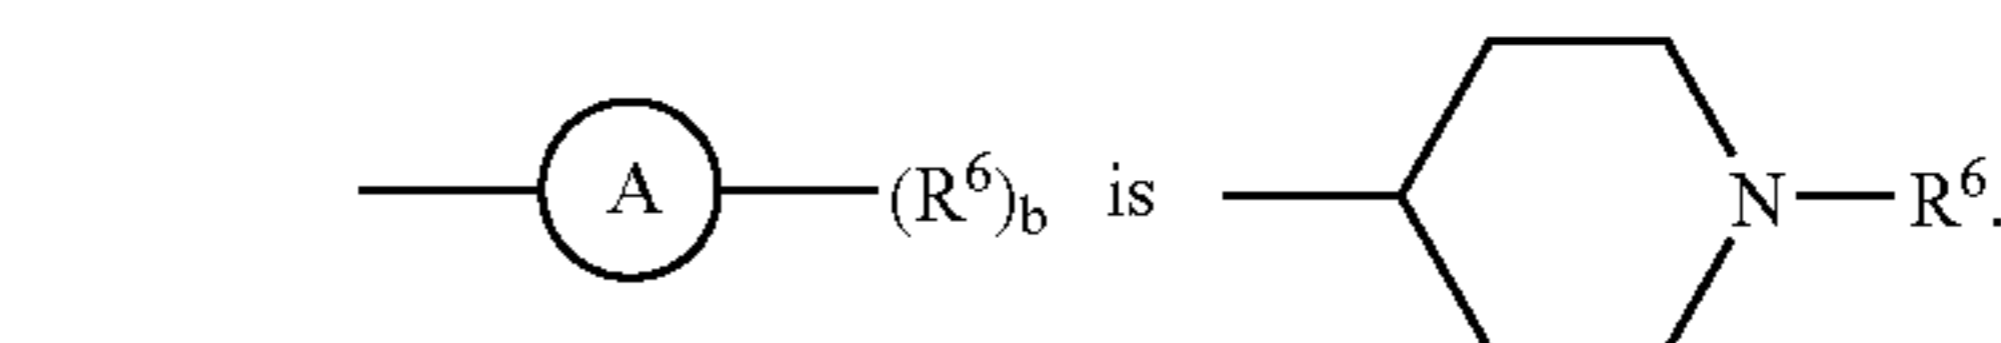 A (R⁶)b is N R⁶.